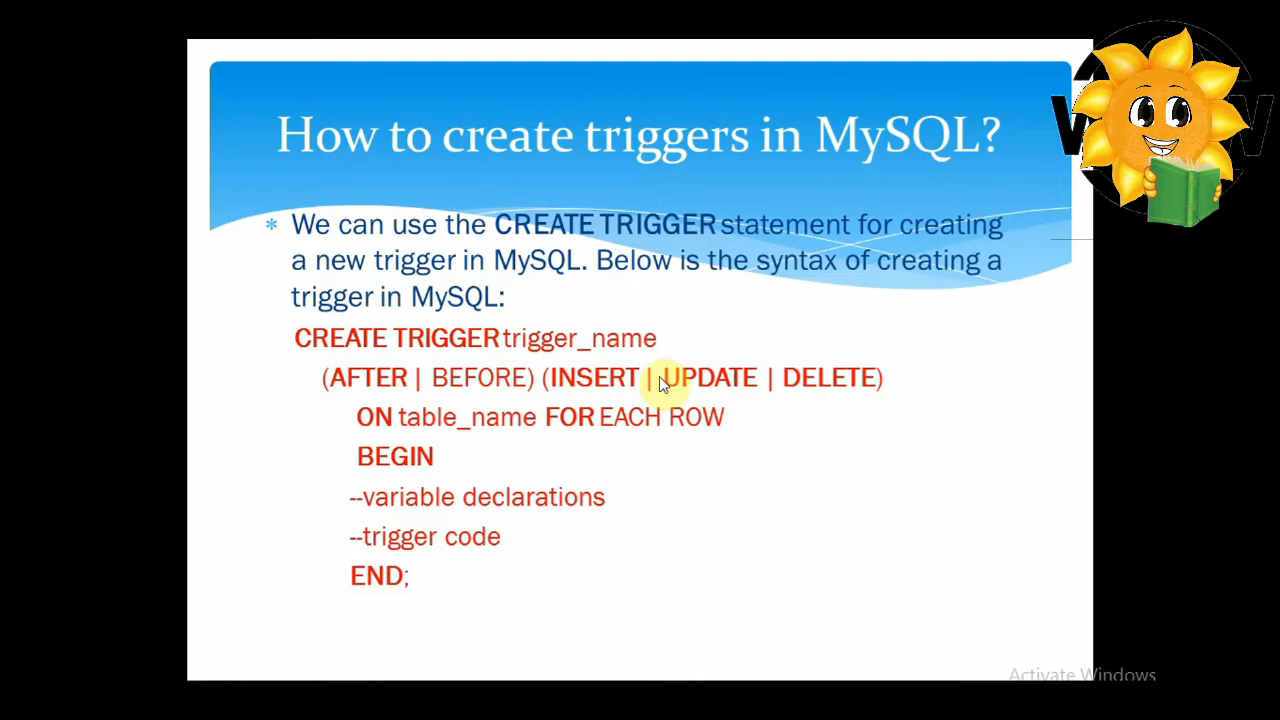 How to create triggers in MySQL?
* We can use the CREATE TRIGGER statement for creating
a new trigger in MySQL. Below is the syntax of creating a
trigger in MySQL:
CREATE TRIGGER trigger_name
(AFTER | BEFORE) (INSERT | UPDATE | DELETE)
ON table_name FOR EACH ROW
BEGIN
--variable declarations
--trigger code
END;
Activate Windows